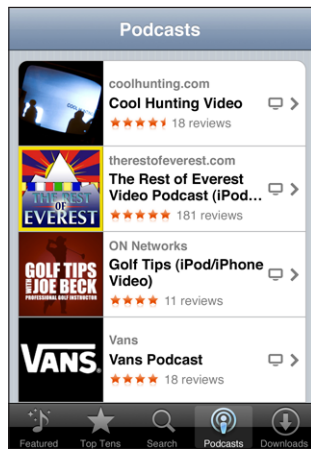 Podcasts
coolhunting.com
Cool Hunting Video
18 reviews
THE REST
OF
EVEREST
therestofeverest.com
The Rest of Everest
Video Podcast (iPod...
181 reviews
GOLF TIPS
WITH JOE BECK
PROFESSIONAL GOLF INSTRUCTOR
ON Networks
Golf Tips (iPod/iPhone
Video)
11 reviews
VANS
Vans
Vans Podcast
18 reviews
Featured
Top Tens
Search
Podcasts
Downloads